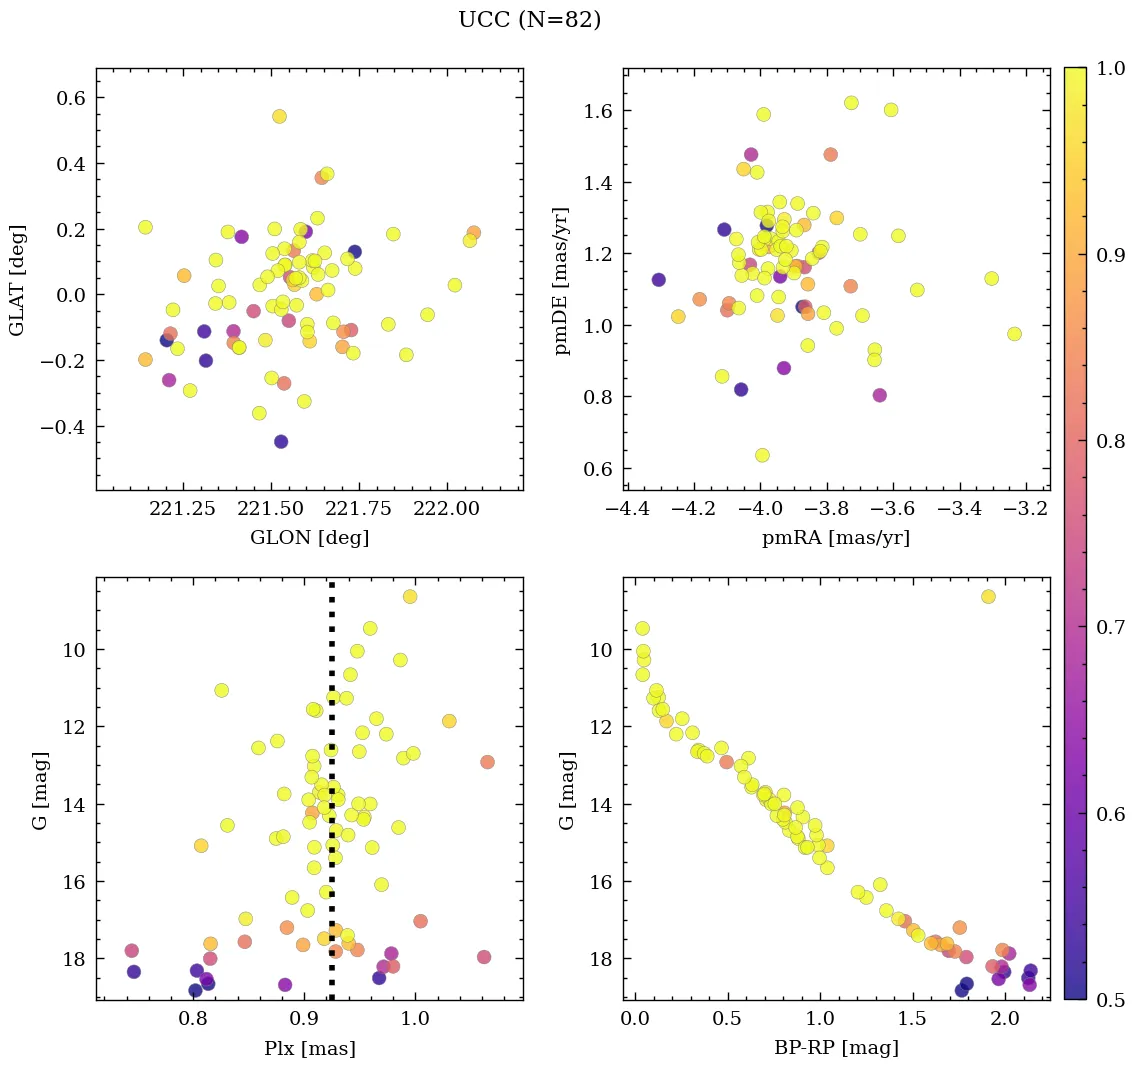 UCC (N=82)
0.6
0.4
0.2
0.0
−0.2
−0.4
GLAT [deg]
221.25 221.50 221.75 222.00
GLON [deg]
1.6
1.4
1.2
1.0
0.8
0.6
pmDE [mas/yr]
−4.4 −4.2 −4.0 −3.8 −3.6 −3.4 −3.2
pmRA [mas/yr]
1.0
0.9
0.8
0.7
0.6
0.5
10
12
14
16
18
G [mag]
0.8 0.9 1.0
Plx [mas]
10
12
14
16
18
G [mag]
0.0 0.5 1.0 1.5 2.0
BP-RP [mag]